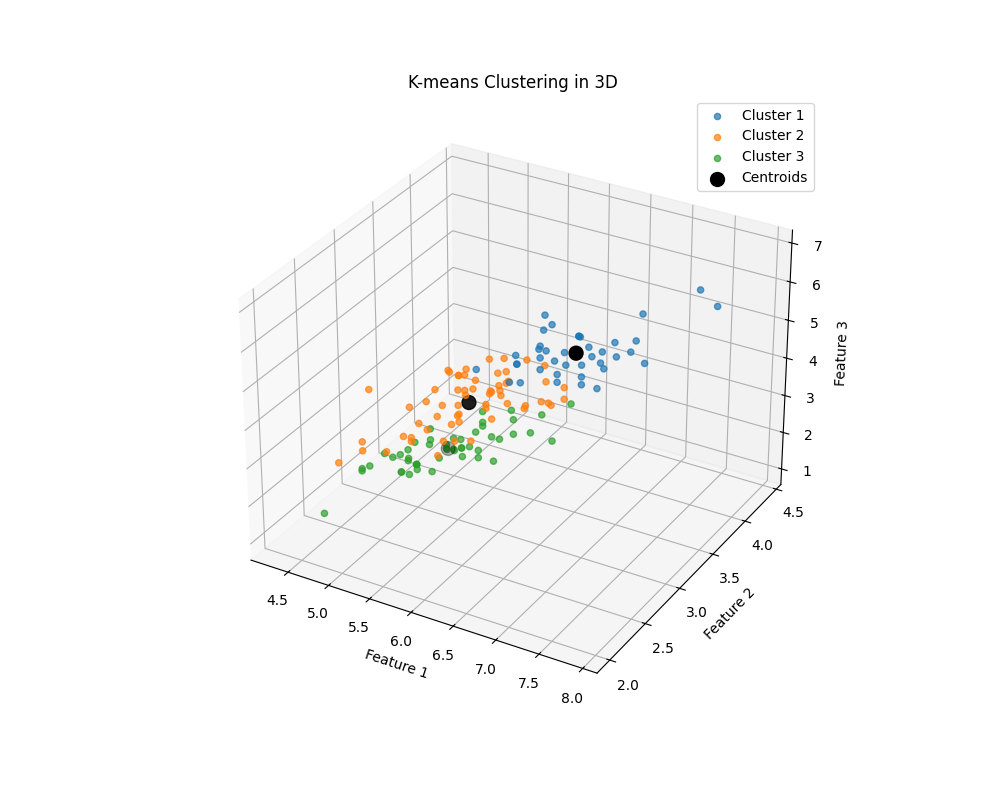 K-means Clustering in 3D
Cluster 1
Cluster 2
Cluster 3
Centroids
7
6
5
4
3
2
1
Feature 3
4.5
4.0
3.5
3.0
2.5
2.0
Feature 2
4.5
5.0
5.5
6.0
6.5
7.0
7.5
8.0
Feature 1